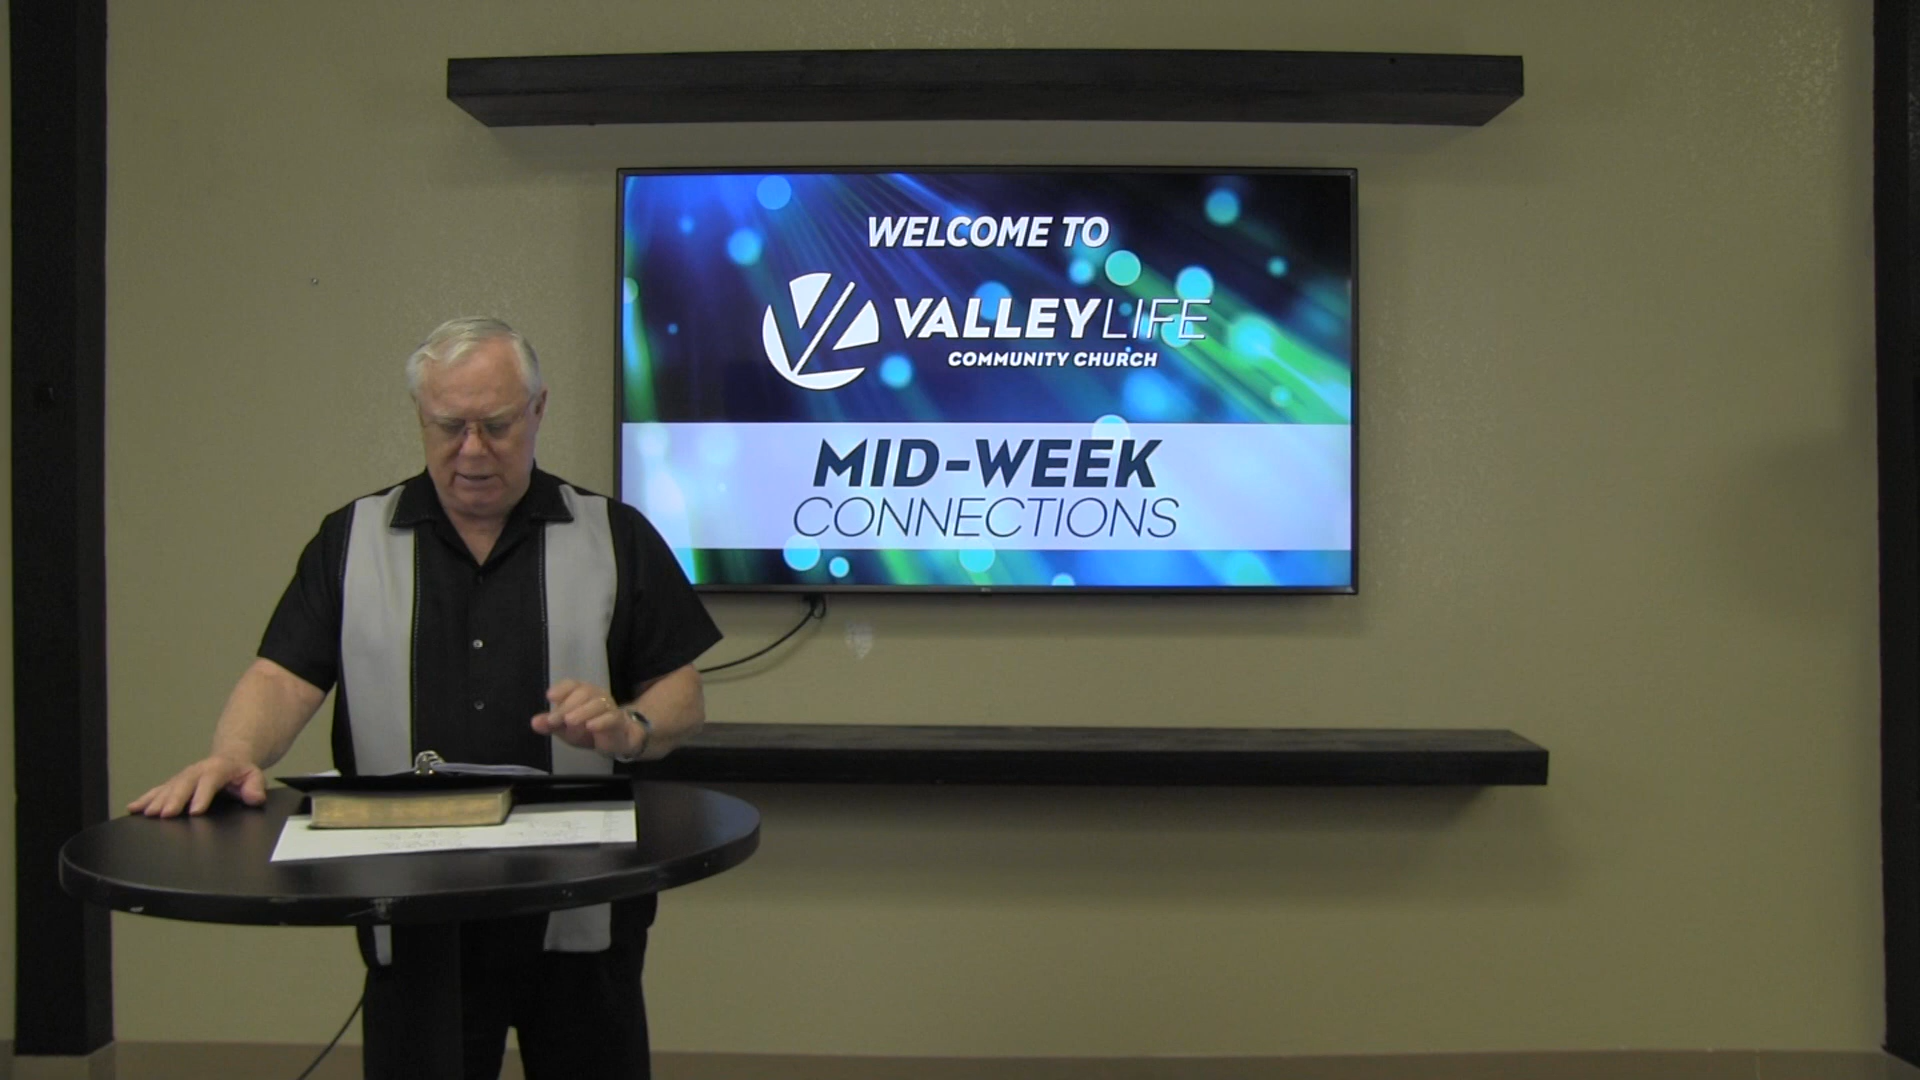 WELCOME TO
VALLEYLIFE
COMMUNITY CHURCH
MID-WEEK
CONNECTIONS